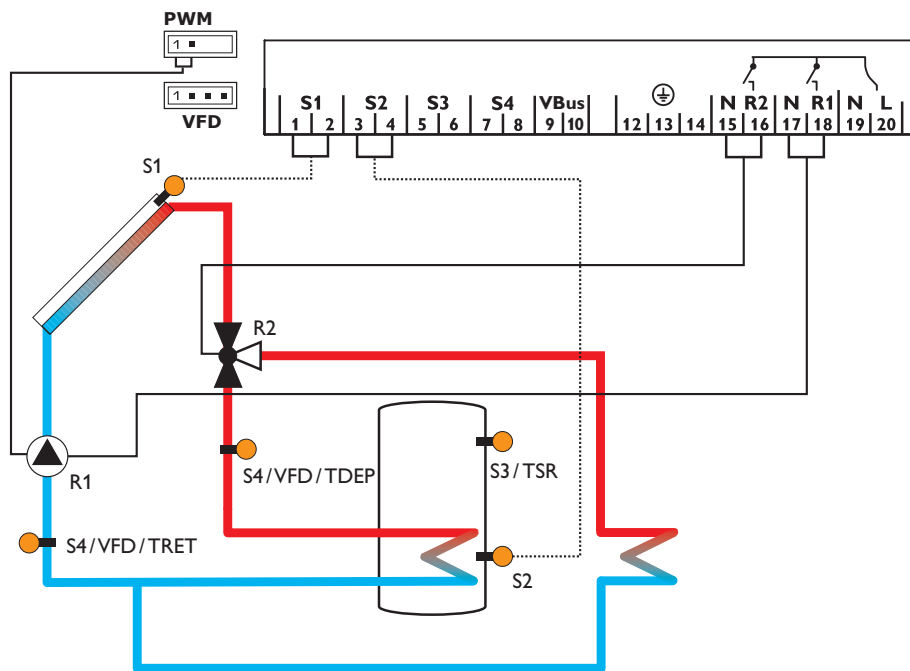 PWM
1
1
VFD
S1 S2 S3 S4 VBus N R2 N R1 N L
1 2 3 4 5 6 7 8 9 10 12 13 14 15 16 17 18 19 20
S1
R2
S4/VFD/TDEP
S3/TSR
R1
S4/VFD/TRET
S2